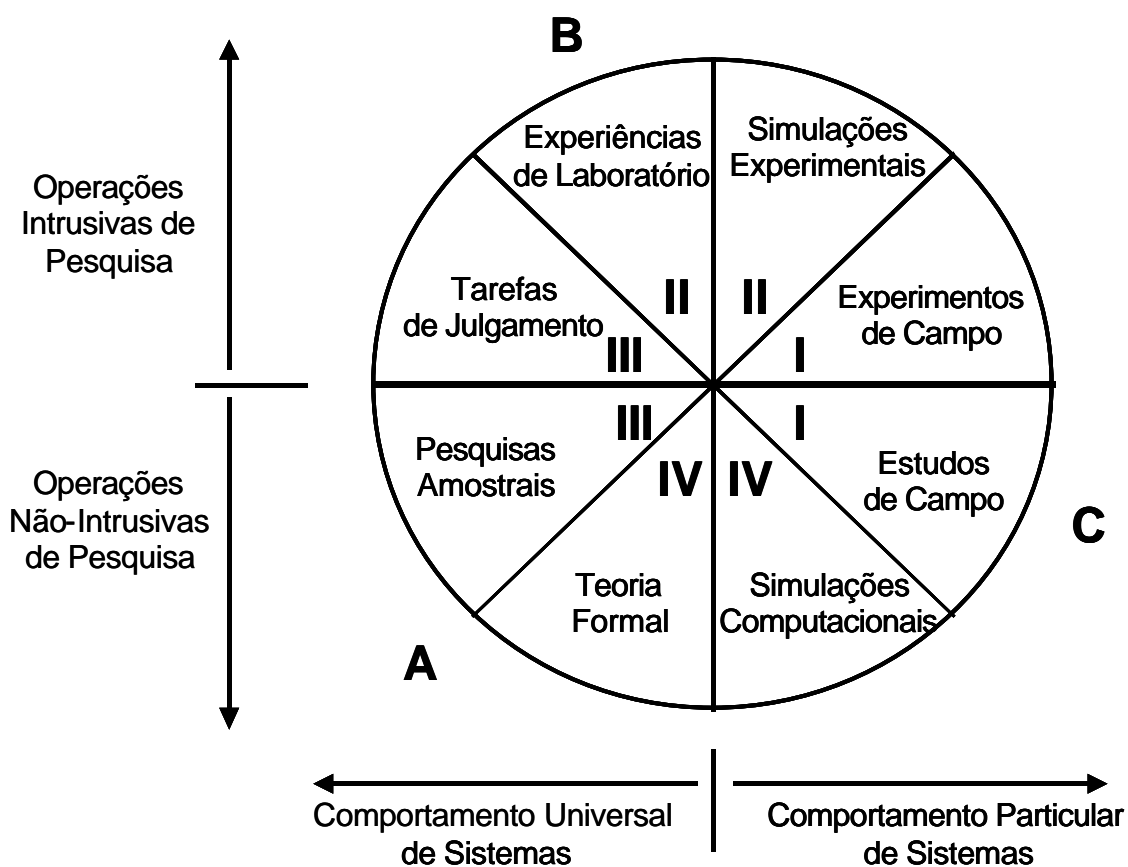 B
Operações
Intrusivas de
Pesquisa
Experiências
de Laboratório
Simulações
Experimentais
II
II
Tarefas
de Julgamento
III
Experimentos
de Campo
I
Operações
Não-Intrusivas
de Pesquisa
Pesquisas
Amostrais
III
I
Estudos
de Campo
IV
IV
C
Teoria
Formal
Simulações
Computacionais
A
Comportamento Universal
de Sistemas
Comportamento Particular
de Sistemas